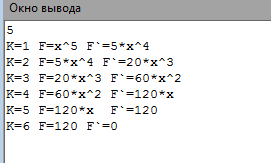 Окно вывода
5
K=1 F=x^5 F`=5*x^4
K=2 F=5*x^4 F`=20*x^3
K=3 F=20*x^3 F`=60*x^2
K=4 F=60*x^2 F`=120*x
K=5 F=120*x  F`=120
K=6 F=120 F`=0